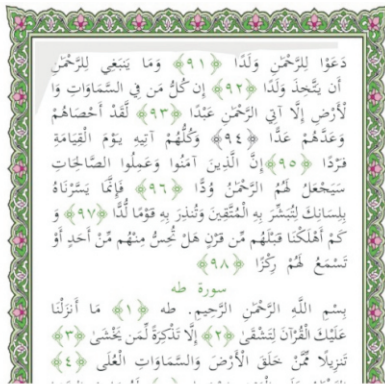 دَعَوْا لِلرَّحْمَٰنِ وَلَدًا ﴿٩١﴾ وَمَا يَنبَغِي لِلرَّحْمَٰنِ
أَن يَتَّخِذَ وَلَدًا ﴿٩٢﴾ إِن كُلُّ مَن فِي السَّمَاوَاتِ وَا
لْأَرْضِ إِلَّا آتِي الرَّحْمَٰنِ عَبْدًا ﴿٩٣﴾ لَّقَدْ أَحْصَاهُمْ
وَعَدَّهُمْ عَدًّا ﴿٩٤﴾ وَكُلُّهُمْ آتِيهِ يَوْمَ الْقِيَامَةِ
فَرْدًا ﴿٩٥﴾ إِنَّ الَّذِينَ آمَنُوا وَعَمِلُوا الصَّالِحَاتِ
سَيَجْعَلُ لَهُمُ الرَّحْمَٰنُ وُدًّا ﴿٩٦﴾ فَإِنَّمَا يَسَّرْنَاهُ
بِلِسَانِكَ لِتُبَشِّرَ بِهِ الْمُتَّقِينَ وَتُنذِرَ بِهِ قَوْمًا لُّدًّا ﴿٩٧﴾ وَ
كَمْ أَهْلَكْنَا قَبْلَهُم مِّن قَرْنٍ هَلْ تُحِسُّ مِنْهُم مِّنْ أَحَدٍ أَوْ
تَسْمَعُ لَهُمْ رِكْزًا ﴿٩٨﴾
سورة طه
بِسْمِ اللَّهِ الرَّحْمَٰنِ الرَّحِيمِ. طه ﴿١﴾ مَا أَنزَلْنَا
عَلَيْكَ الْقُرْآنَ لِتَشْقَىٰ ﴿٢﴾ إِلَّا تَذْكِرَةً لِّمَن يَخْشَىٰ ﴿٣﴾
تَنزِيلًا مِّمَّنْ خَلَقَ الْأَرْضَ وَالسَّمَاوَاتِ الْعُلَى ﴿٤﴾